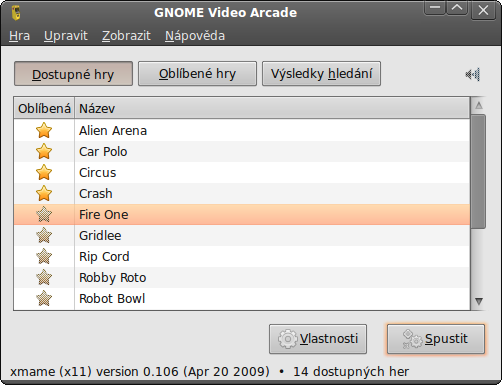 GNOME Video Arcade
Hra Upravit Zobrazit Nápověda
Dostupné hry Oblíbené hry Výsledky hledání
Oblíbená Název
Alien Arena
Car Polo
Circus
Crash
Fire One
Gridlee
Rip Cord
Robby Roto
Robot Bowl
Vlastnosti Spustit
xmame (x11) version 0.106 (Apr 20 2009) • 14 dostupných her